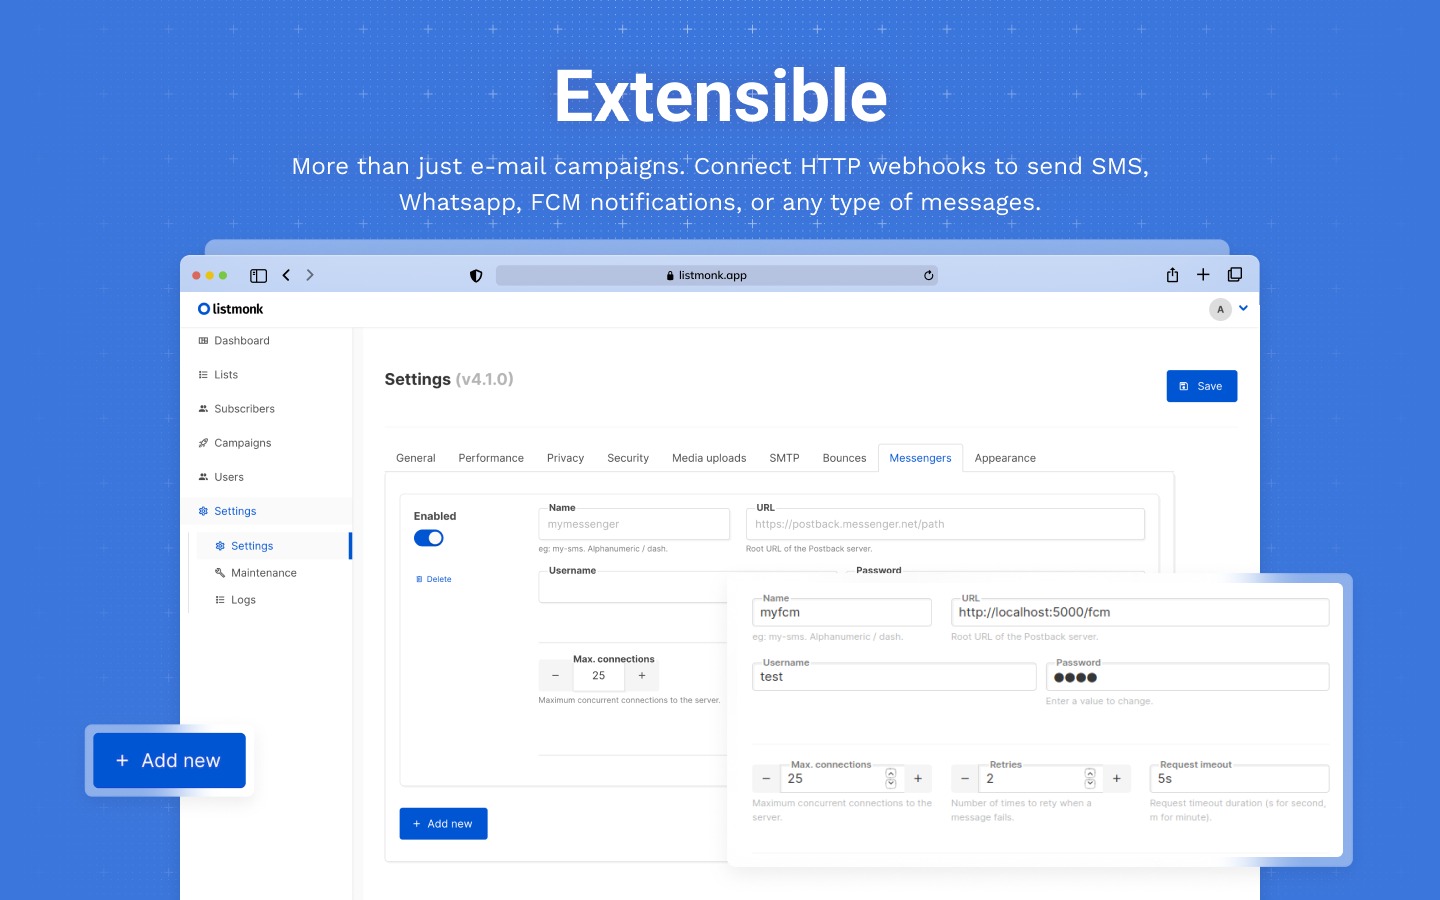 Extensible
More than just e-mail campaigns. Connect HTTP webhooks to send SMS,
Whatsapp, FCM notifications, or any type of messages.
listmonk.app
listmonk
A
Dashboard
Lists
Subscribers
Campaigns
Users
Settings
Settings
Maintenance
Logs
Settings (v4.1.0)
Save
General Performance Privacy Security Media uploads SMTP Bounces Messengers Appearance
Enabled
Delete
Name
mymessenger
eg: my-sms. Alphanumeric / dash.
URL
https://postback.messenger.net/path
Root URL of the Postback server.
Username
Password
Max. connections
− 25 +
Maximum concurrent connections to the server.
+ Add new
+ Add new
Name
myfcm
eg: my-sms. Alphanumeric / dash.
URL
http://localhost:5000/fcm
Root URL of the Postback server.
Username
test
Password
●●●●
Enter a value to change.
Max. connections
− 25 +
Maximum concurrent connections to the
server.
Retries
− 2 +
Number of times to rety when a
message fails.
Request imeout
5s
Request timeout duration (s for second,
m for minute).